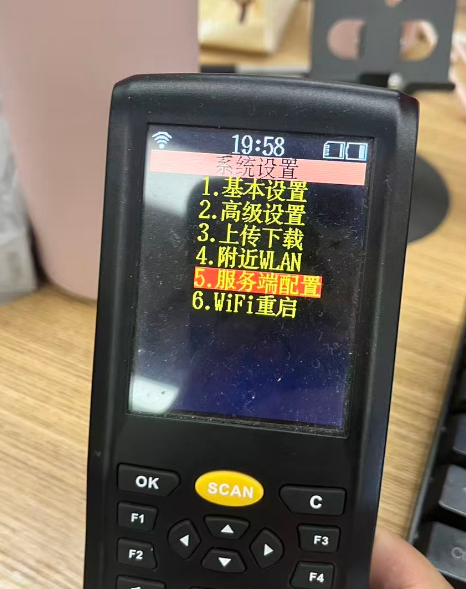 19:58
系统设置
1.基本设置
2.高级设置
3.上传下载
4.附近WLAN
5.服务端配置
6.WiFi重启
OK
SCAN
C
F1
F3
F2
F4